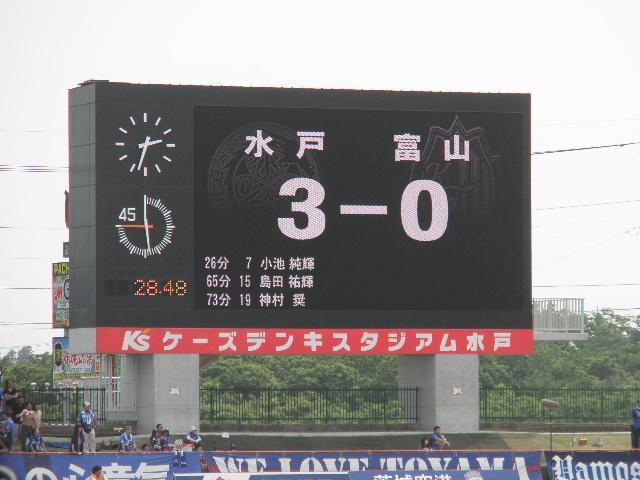 水戸 富山
3-0
26分 7 小池 純輝
65分 15 島田 祐輝
73分 19 神村 奨
45
28:48
K's ケーズデンキスタジアム水戸
WE LOVE TOYAMA